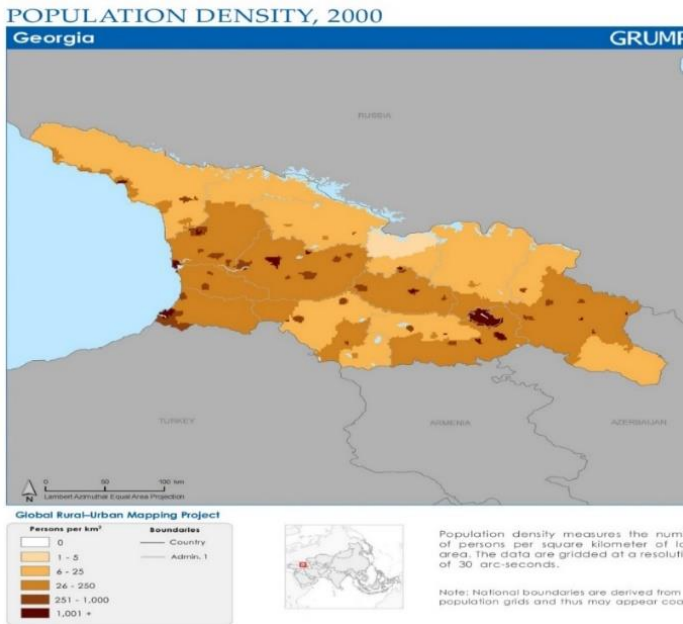 POPULATION DENSITY, 2000
Georgia
GRUMP
RUSSIA
TURKEY
ARMENIA
AZERBAIJAN
N
0 50 100 km
Lambert Azimuthal Equal Area Projection
Global Rural–Urban Mapping Project
Persons per km²
0
1 - 5
6 - 25
26 - 250
251 - 1,000
1,001 +
Boundaries
Country
Admin. 1
Population density measures the num
of persons per square kilometer of la
area. The data are gridded at a resoluti
of 30 arc-seconds.
Note: National boundaries are derived from
population grids and thus may appear coa